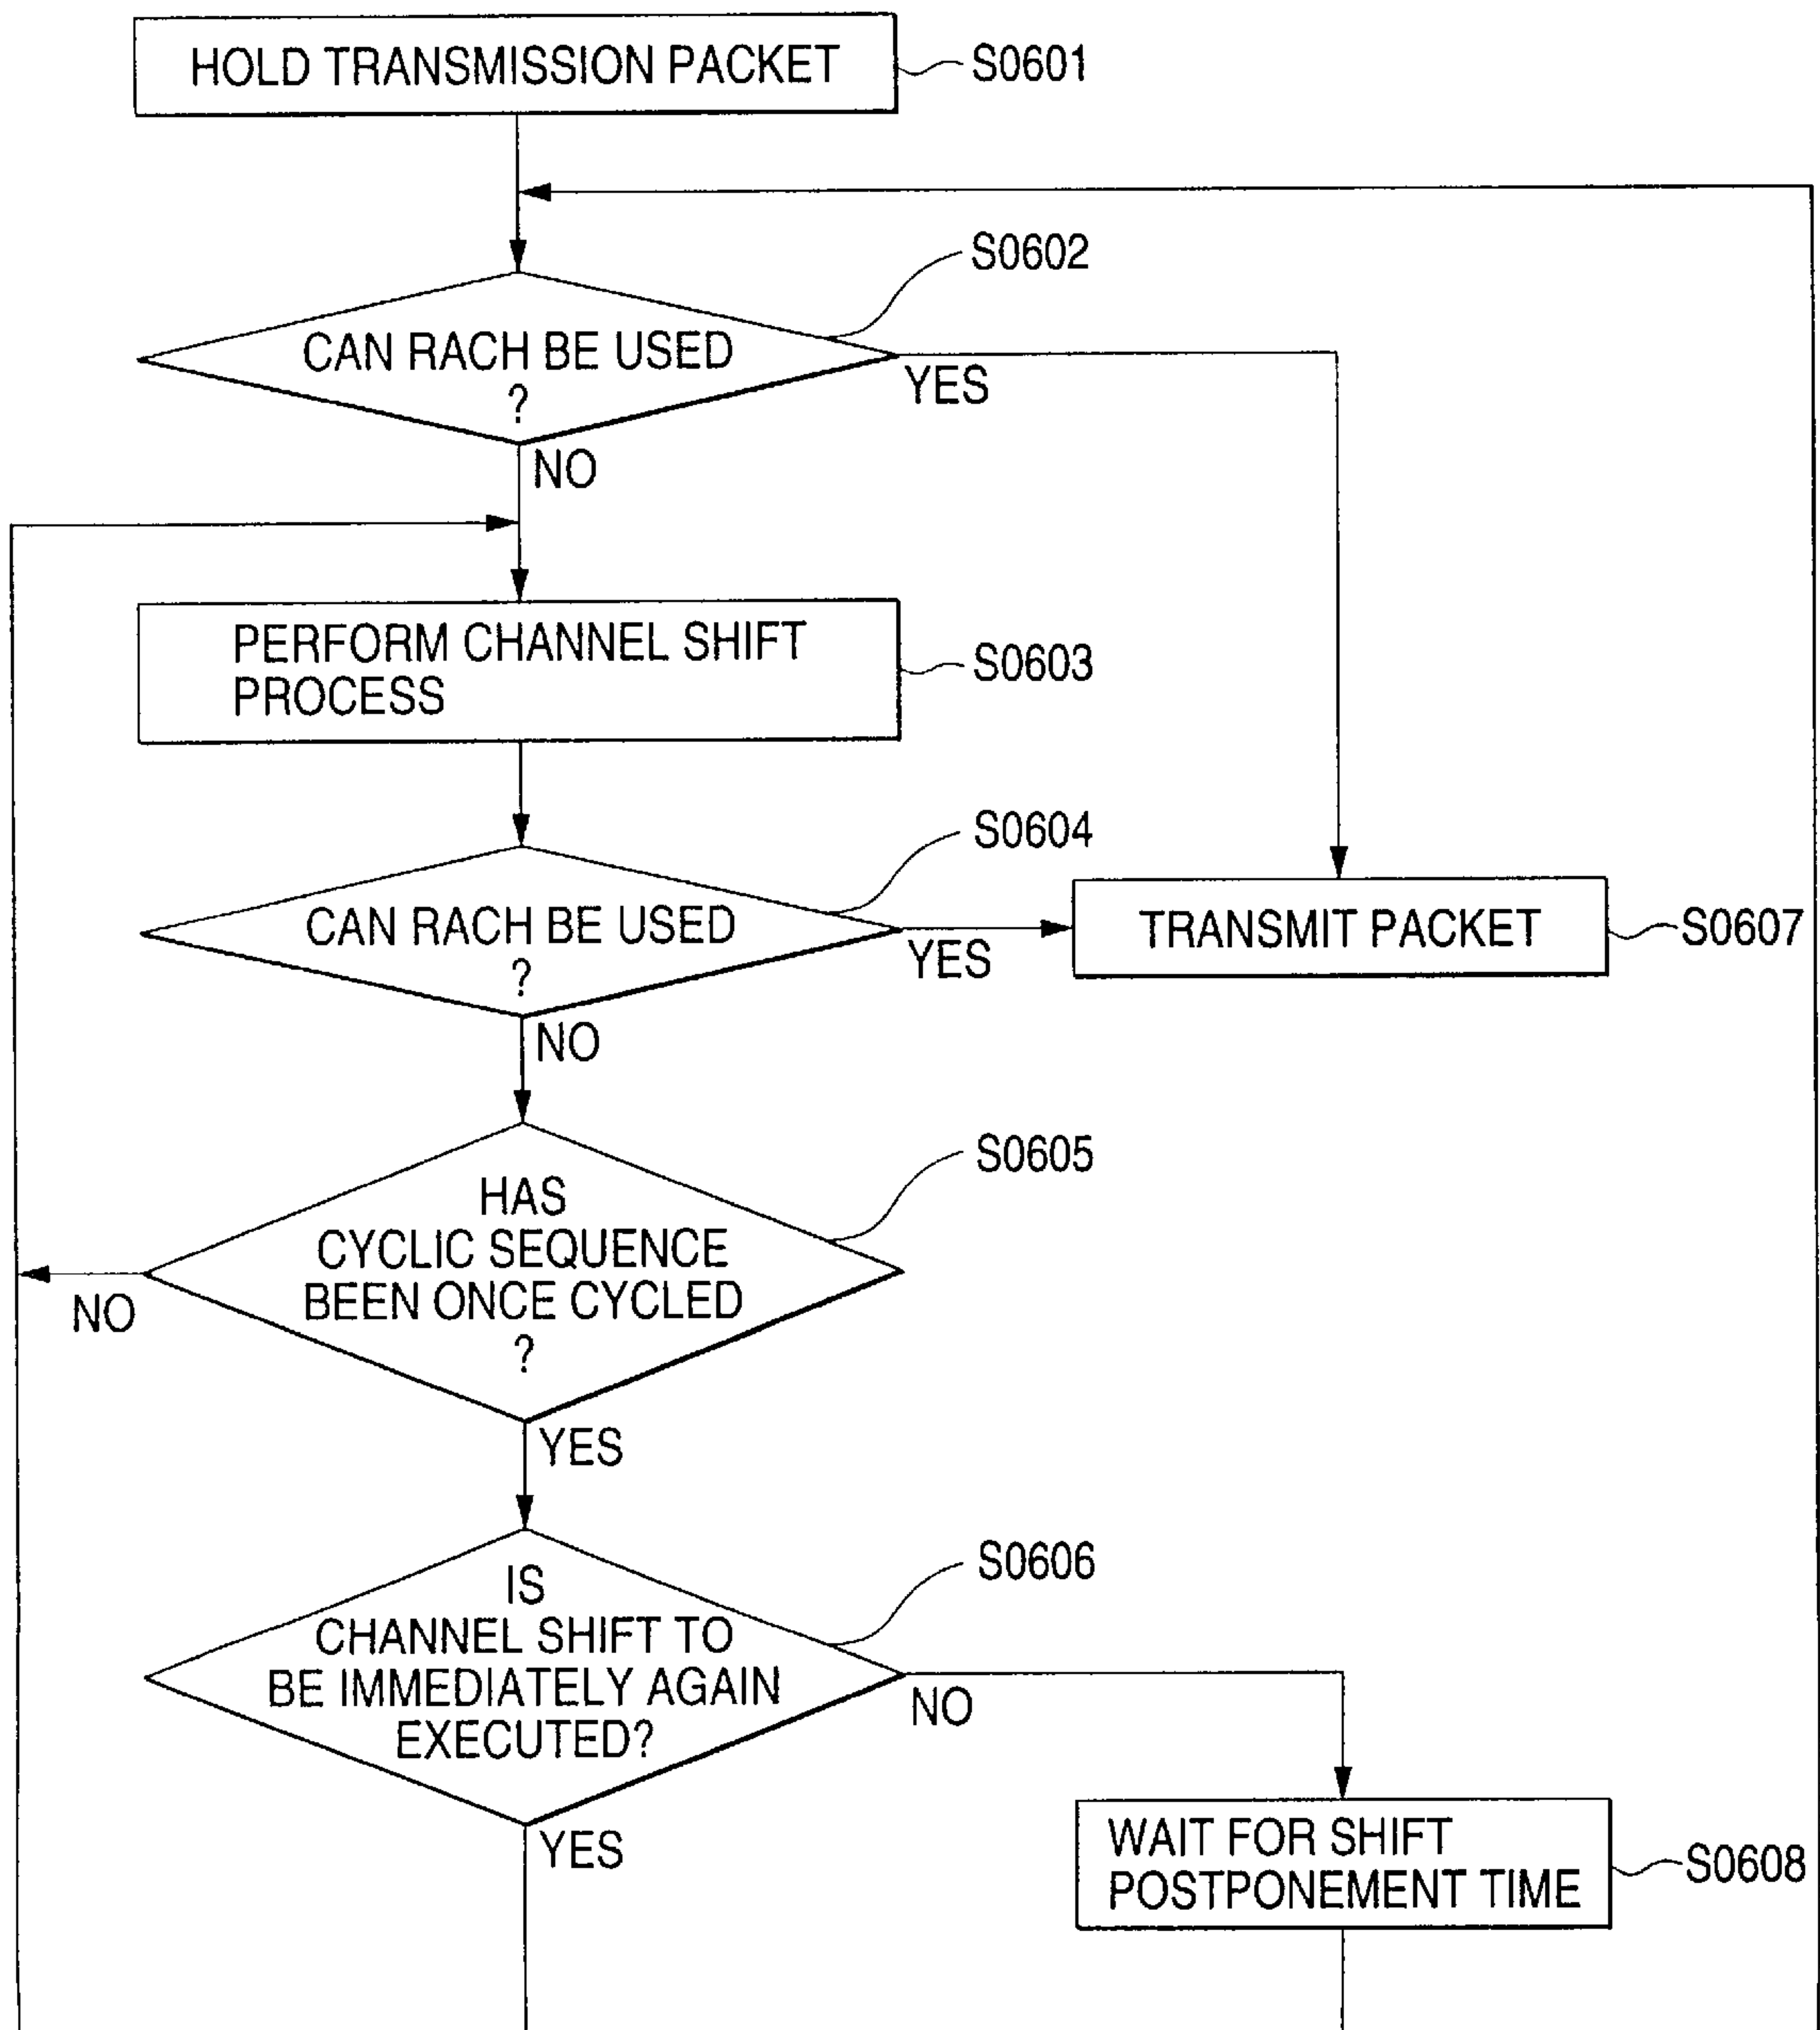 HOLD TRANSMISSION PACKET
S0601
S0602
CAN RACH BE USED
?
YES
NO
PERFORM CHANNEL SHIFT
PROCESS
S0603
S0604
CAN RACH BE USED
?
YES
TRANSMIT PACKET
S0607
NO
S0605
HAS
CYCLIC SEQUENCE
BEEN ONCE CYCLED
?
NO
YES
S0606
IS
CHANNEL SHIFT TO
BE IMMEDIATELY AGAIN
EXECUTED?
NO
YES
WAIT FOR SHIFT
POSTPONEMENT TIME
S0608